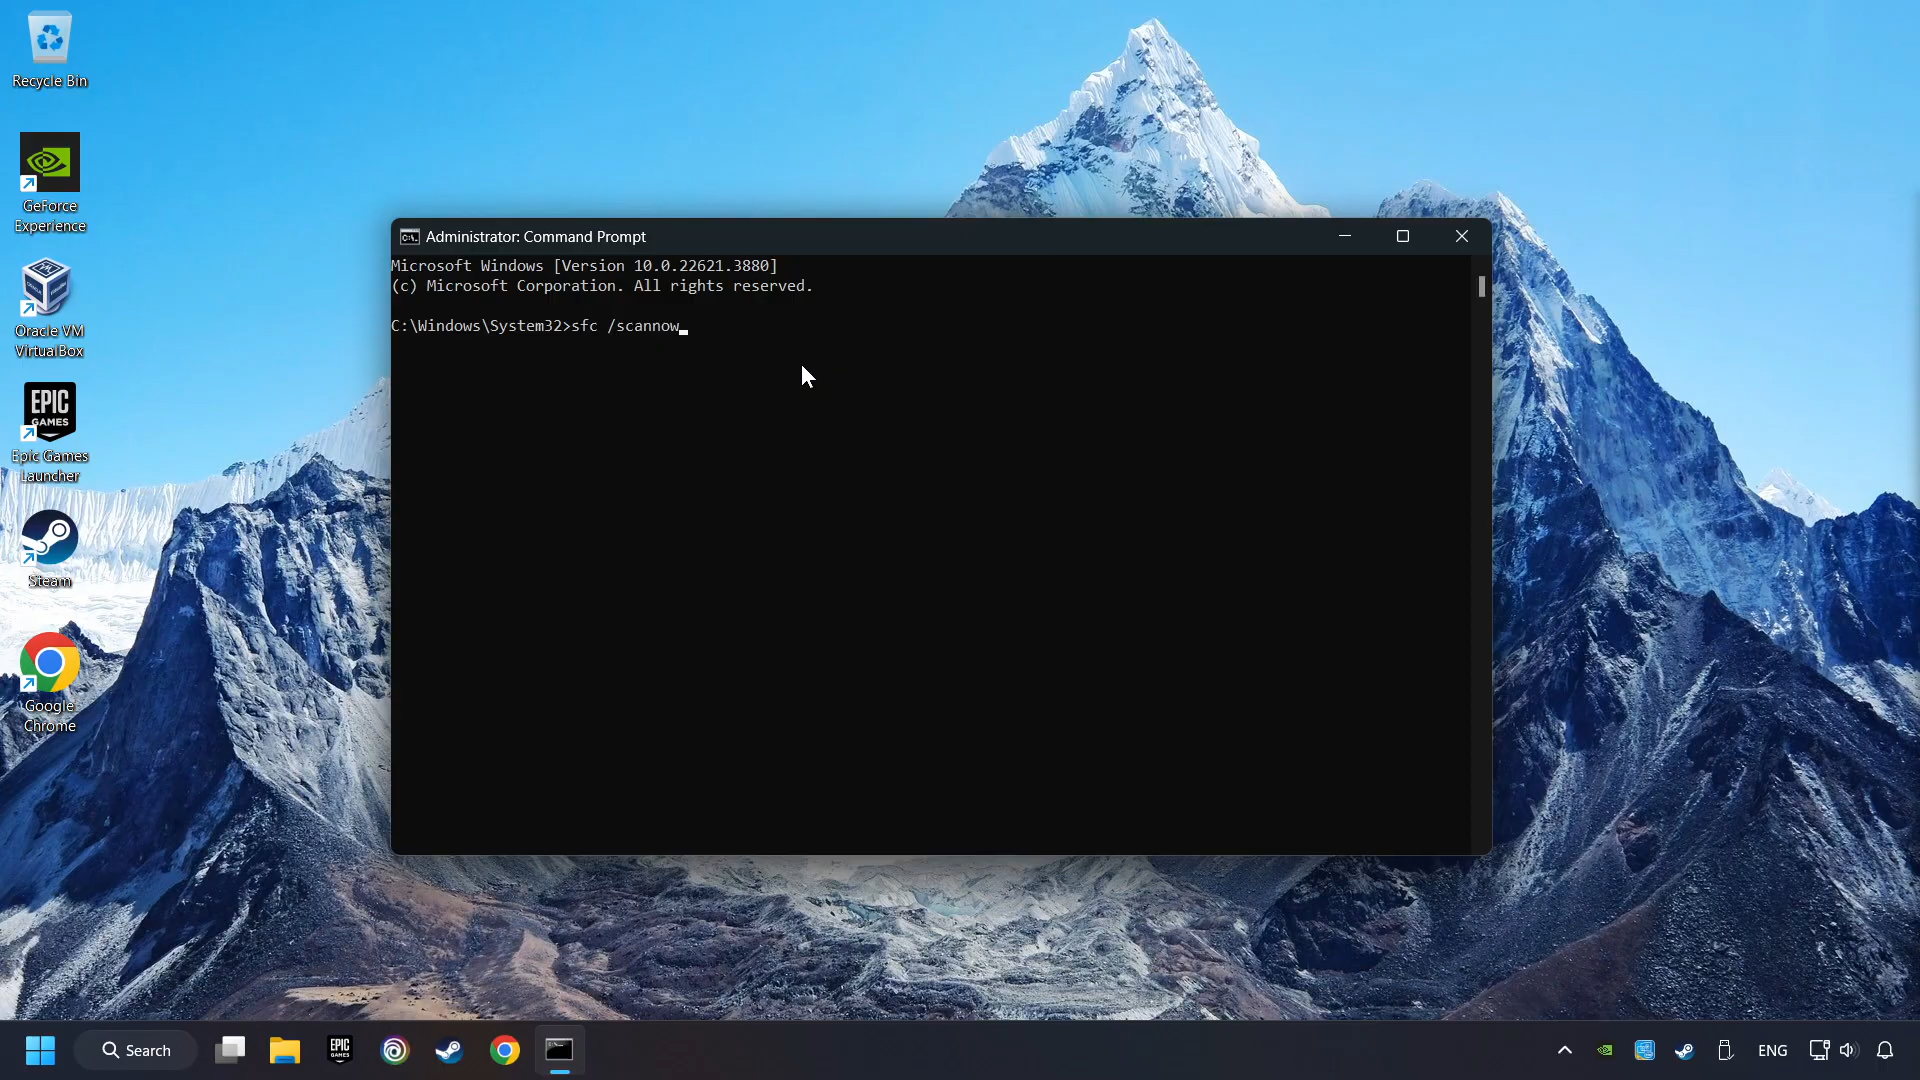 Recycle Bin
GeForce
Experience
Oracle VM
VirtualBox
EPIC
GAMES
Epic Games
Launcher
Steam
Google
Chrome
Administrator: Command Prompt
Microsoft Windows [Version 10.0.22621.3880]
(c) Microsoft Corporation. All rights reserved.
C:\Windows\System32>sfc /scannow
Search
EPIC
GAMES
ENG